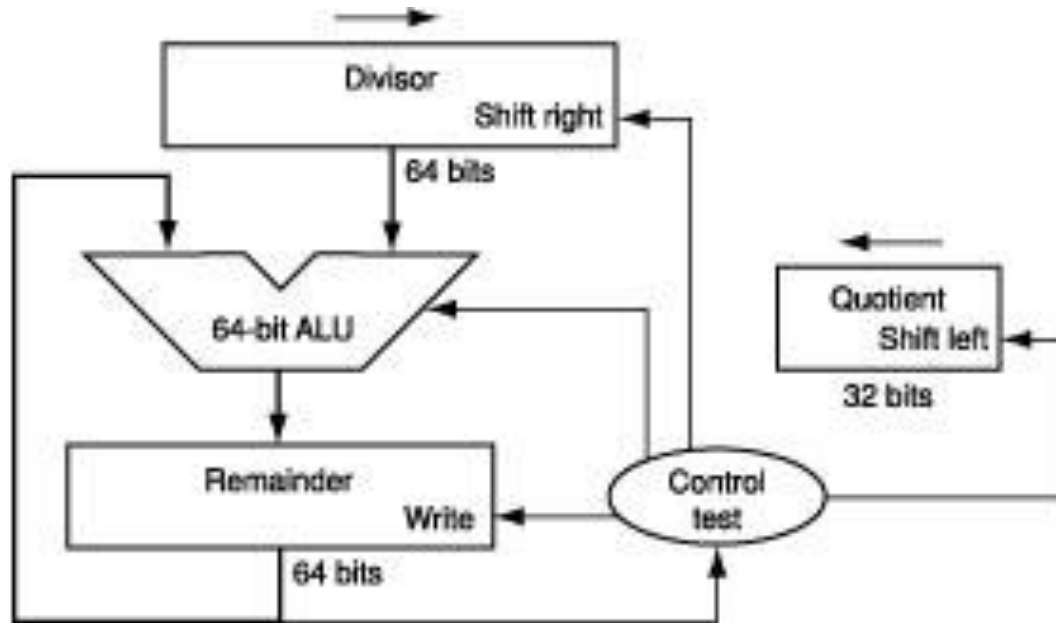 Divisor
Shift right
64 bits
64-bit ALU
Quotient
Shift left
32 bits
Remainder
Write
Control
test
64 bits